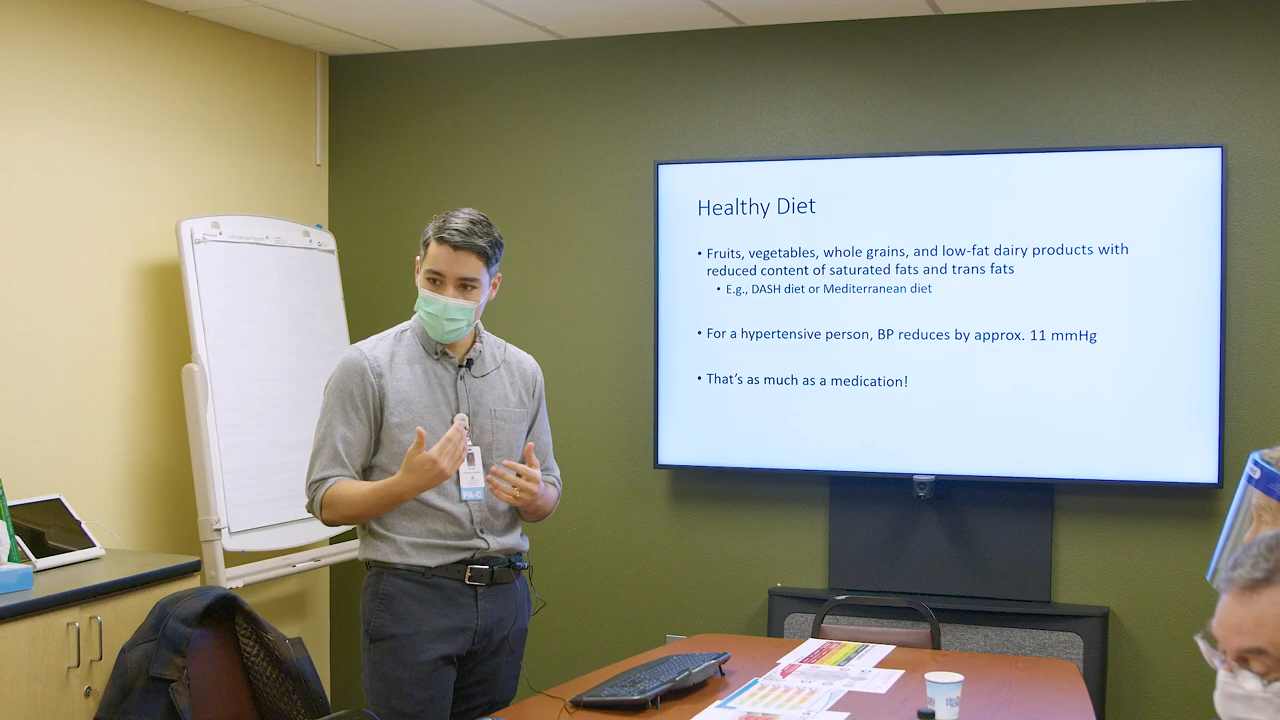 Healthy Diet
• Fruits, vegetables, whole grains, and low-fat dairy products with
reduced content of saturated fats and trans fats
• E.g., DASH diet or Mediterranean diet
• For a hypertensive person, BP reduces by approx. 11 mmHg
• That's as much as a medication!
PA-C